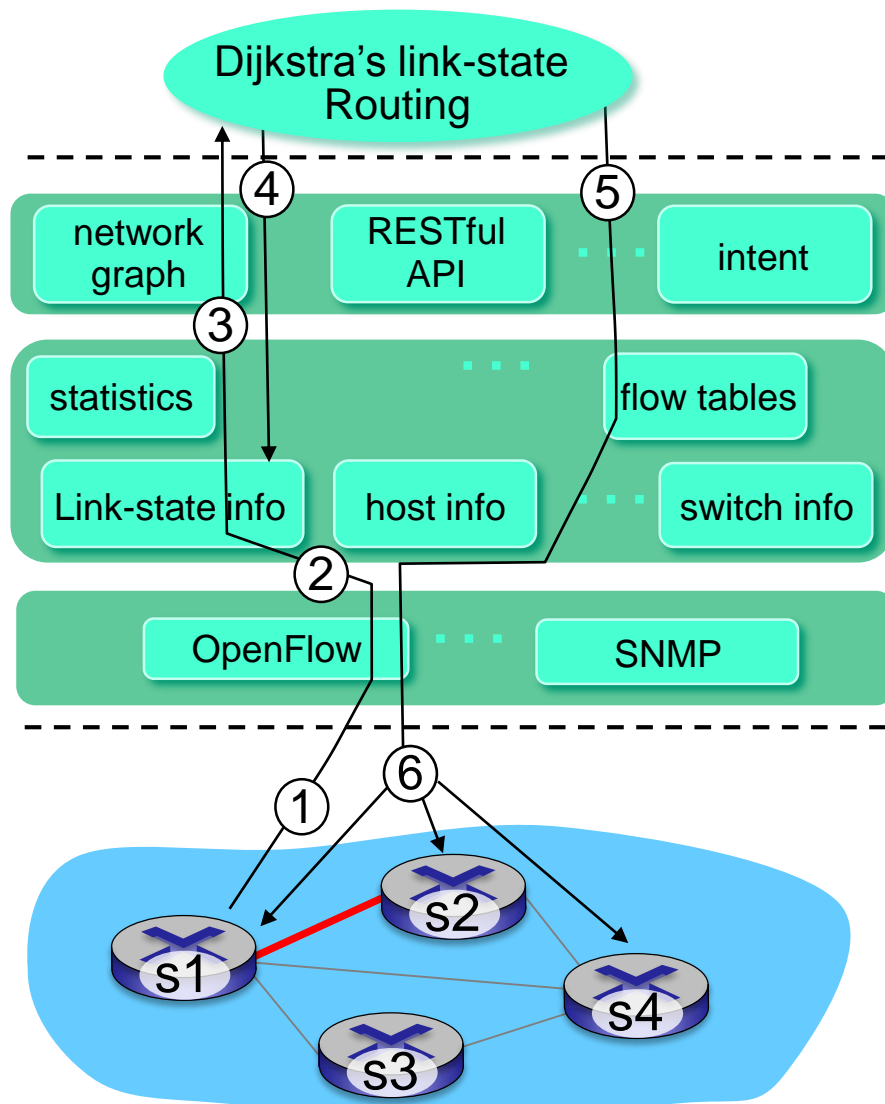 Dijkstra's link-state
Routing
4
5
network
graph
RESTful
API
intent
3
statistics
flow tables
Link-state info
host info
switch info
2
OpenFlow
SNMP
1
6
s2
s1
s4
s3